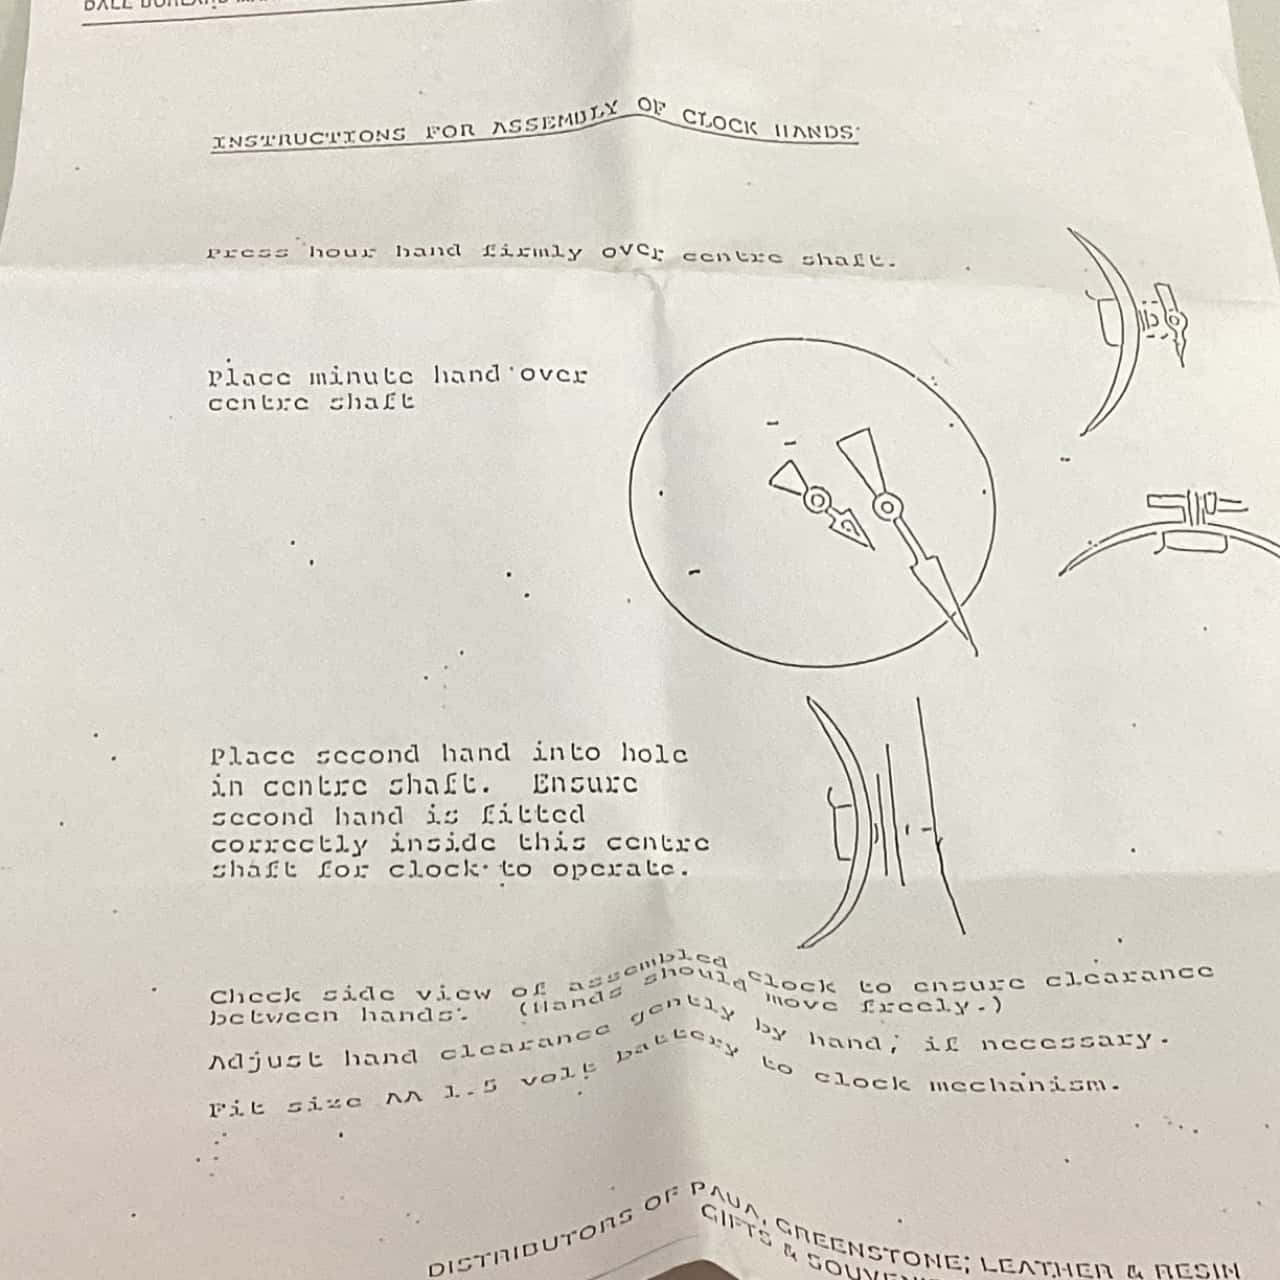 INSTRUCTIONS FOR ASSEMBLY OF CLOCK HANDS
Press hour hand firmly over centre shaft.
Place minute hand over
centre shaft
Place second hand into hole
in centre shaft. Ensure
second hand is fitted
correctly inside this centre
shaft for clock to operate.
Check side view of assembled clock to ensure clearance
between hands. (Hands should move freely.)
Adjust hand clearance gently by hand, if necessary.
Fit size AA 1.5 volt battery to clock mechanism.
DISTRIBUTORS OF PAUA, GREENSTONE; LEATHER & RESIN
GIFTS &